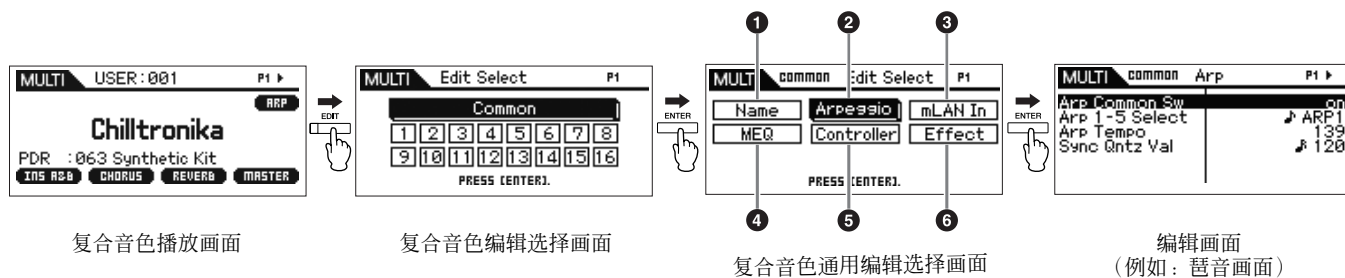 MULTI USER:001 P1
ARP
Chilltronika
PDR :063 Synthetic Kit
INS A&B CHORUS REVERB MASTER
复合音色播放画面
EDIT
MULTI Edit Select P1
Common
1 2 3 4 5 6 7 8
9 10 11 12 13 14 15 16
PRESS [ENTER].
复合音色编辑选择画面
ENTER
1 2 3
MULTI common Edit Select P1
Name Arpeggio mLAN In
MEQ Controller Effect
PRESS [ENTER].
4 5 6
复合音色通用编辑选择画面
ENTER
MULTI common Arp P1
Arp Common Sw on
Arp 1-5 Select ♪ ARP1
Arp Tempo 139
Sync Qntz Val ♪ 120
编辑画面
(例如:琶音画面)